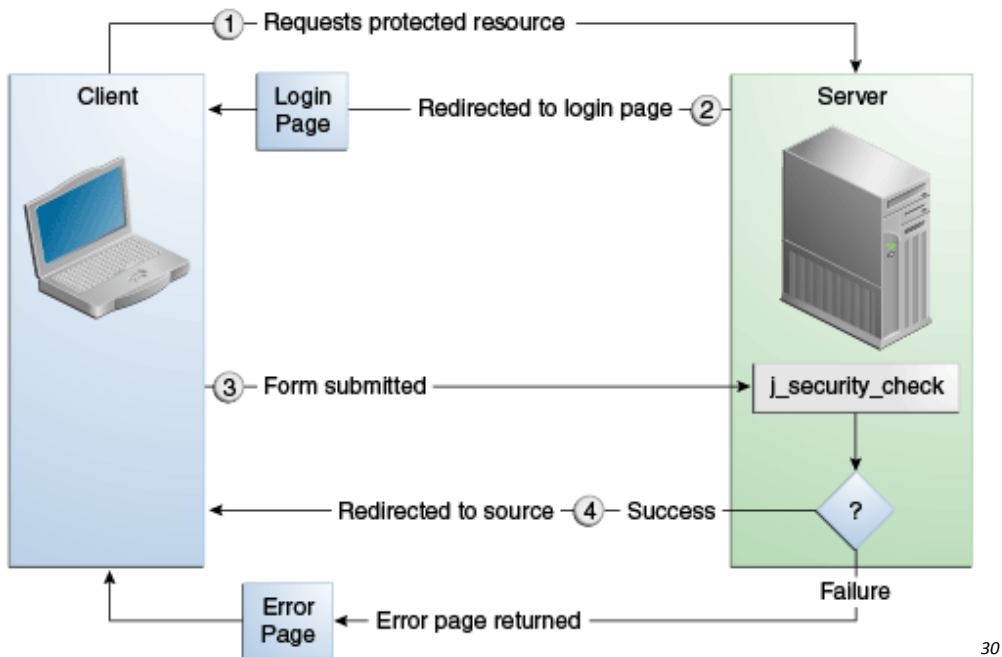 1 Requests protected resource
Client
Login
Page
Redirected to login page 2
Server
3 Form submitted
j_security_check
Redirected to source 4 Success
?
Failure
Error
Page
Error page returned
30